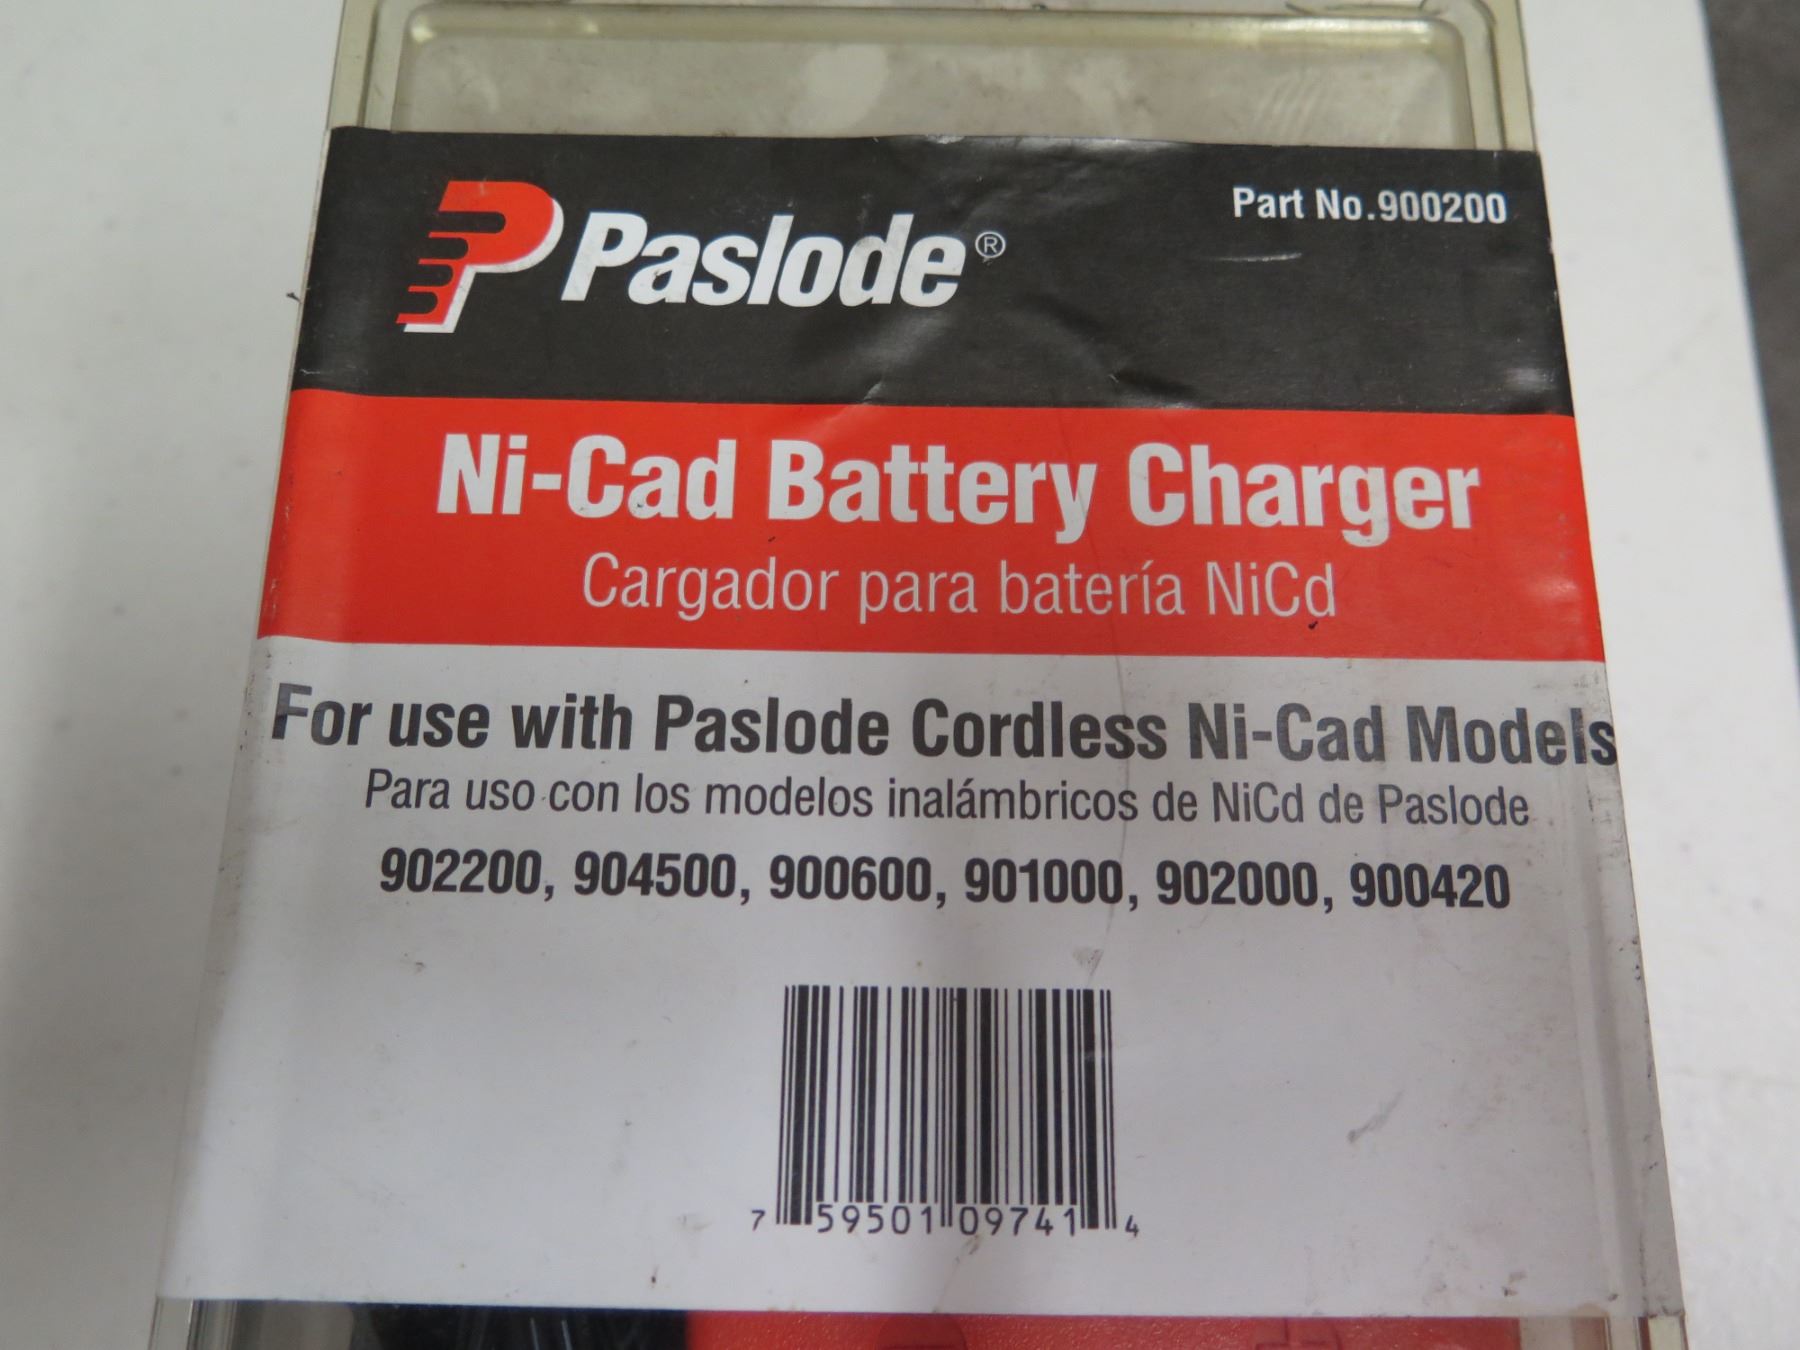 Paslode®
Part No.900200
Ni-Cad Battery Charger
Cargador para batería NiCd
For use with Paslode Cordless Ni-Cad Models
Para uso con los modelos inalámbricos de NiCd de Paslode
902200, 904500, 900600, 901000, 902000, 900420
7 59501 09741 4